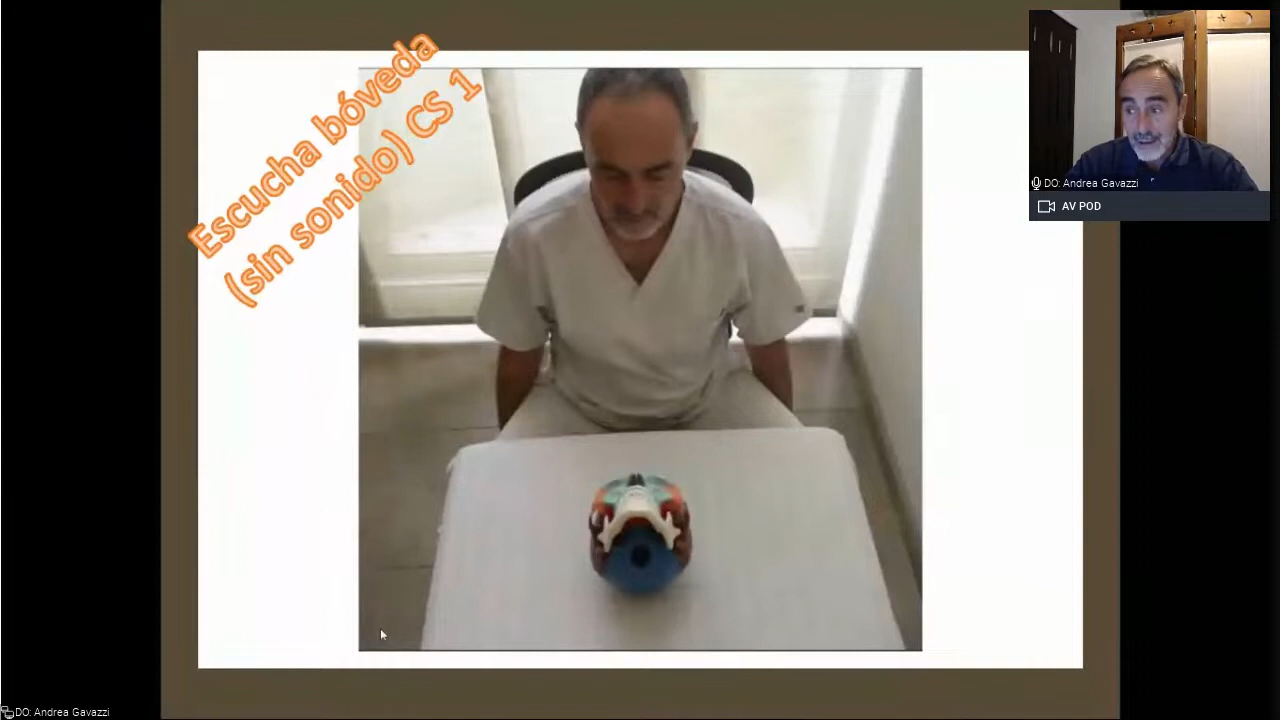 Escucha bóveda
(sin sonido) CS 1
DO: Andrea Gavazzi
AV POD
DO: Andrea Gavazzi